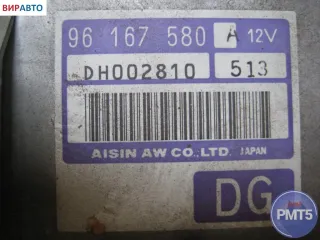 ВИРАВТО
96 167 580 A 12V
DH002810 513
AISIN AW CO.,LTD. JAPAN
DG
PMT5